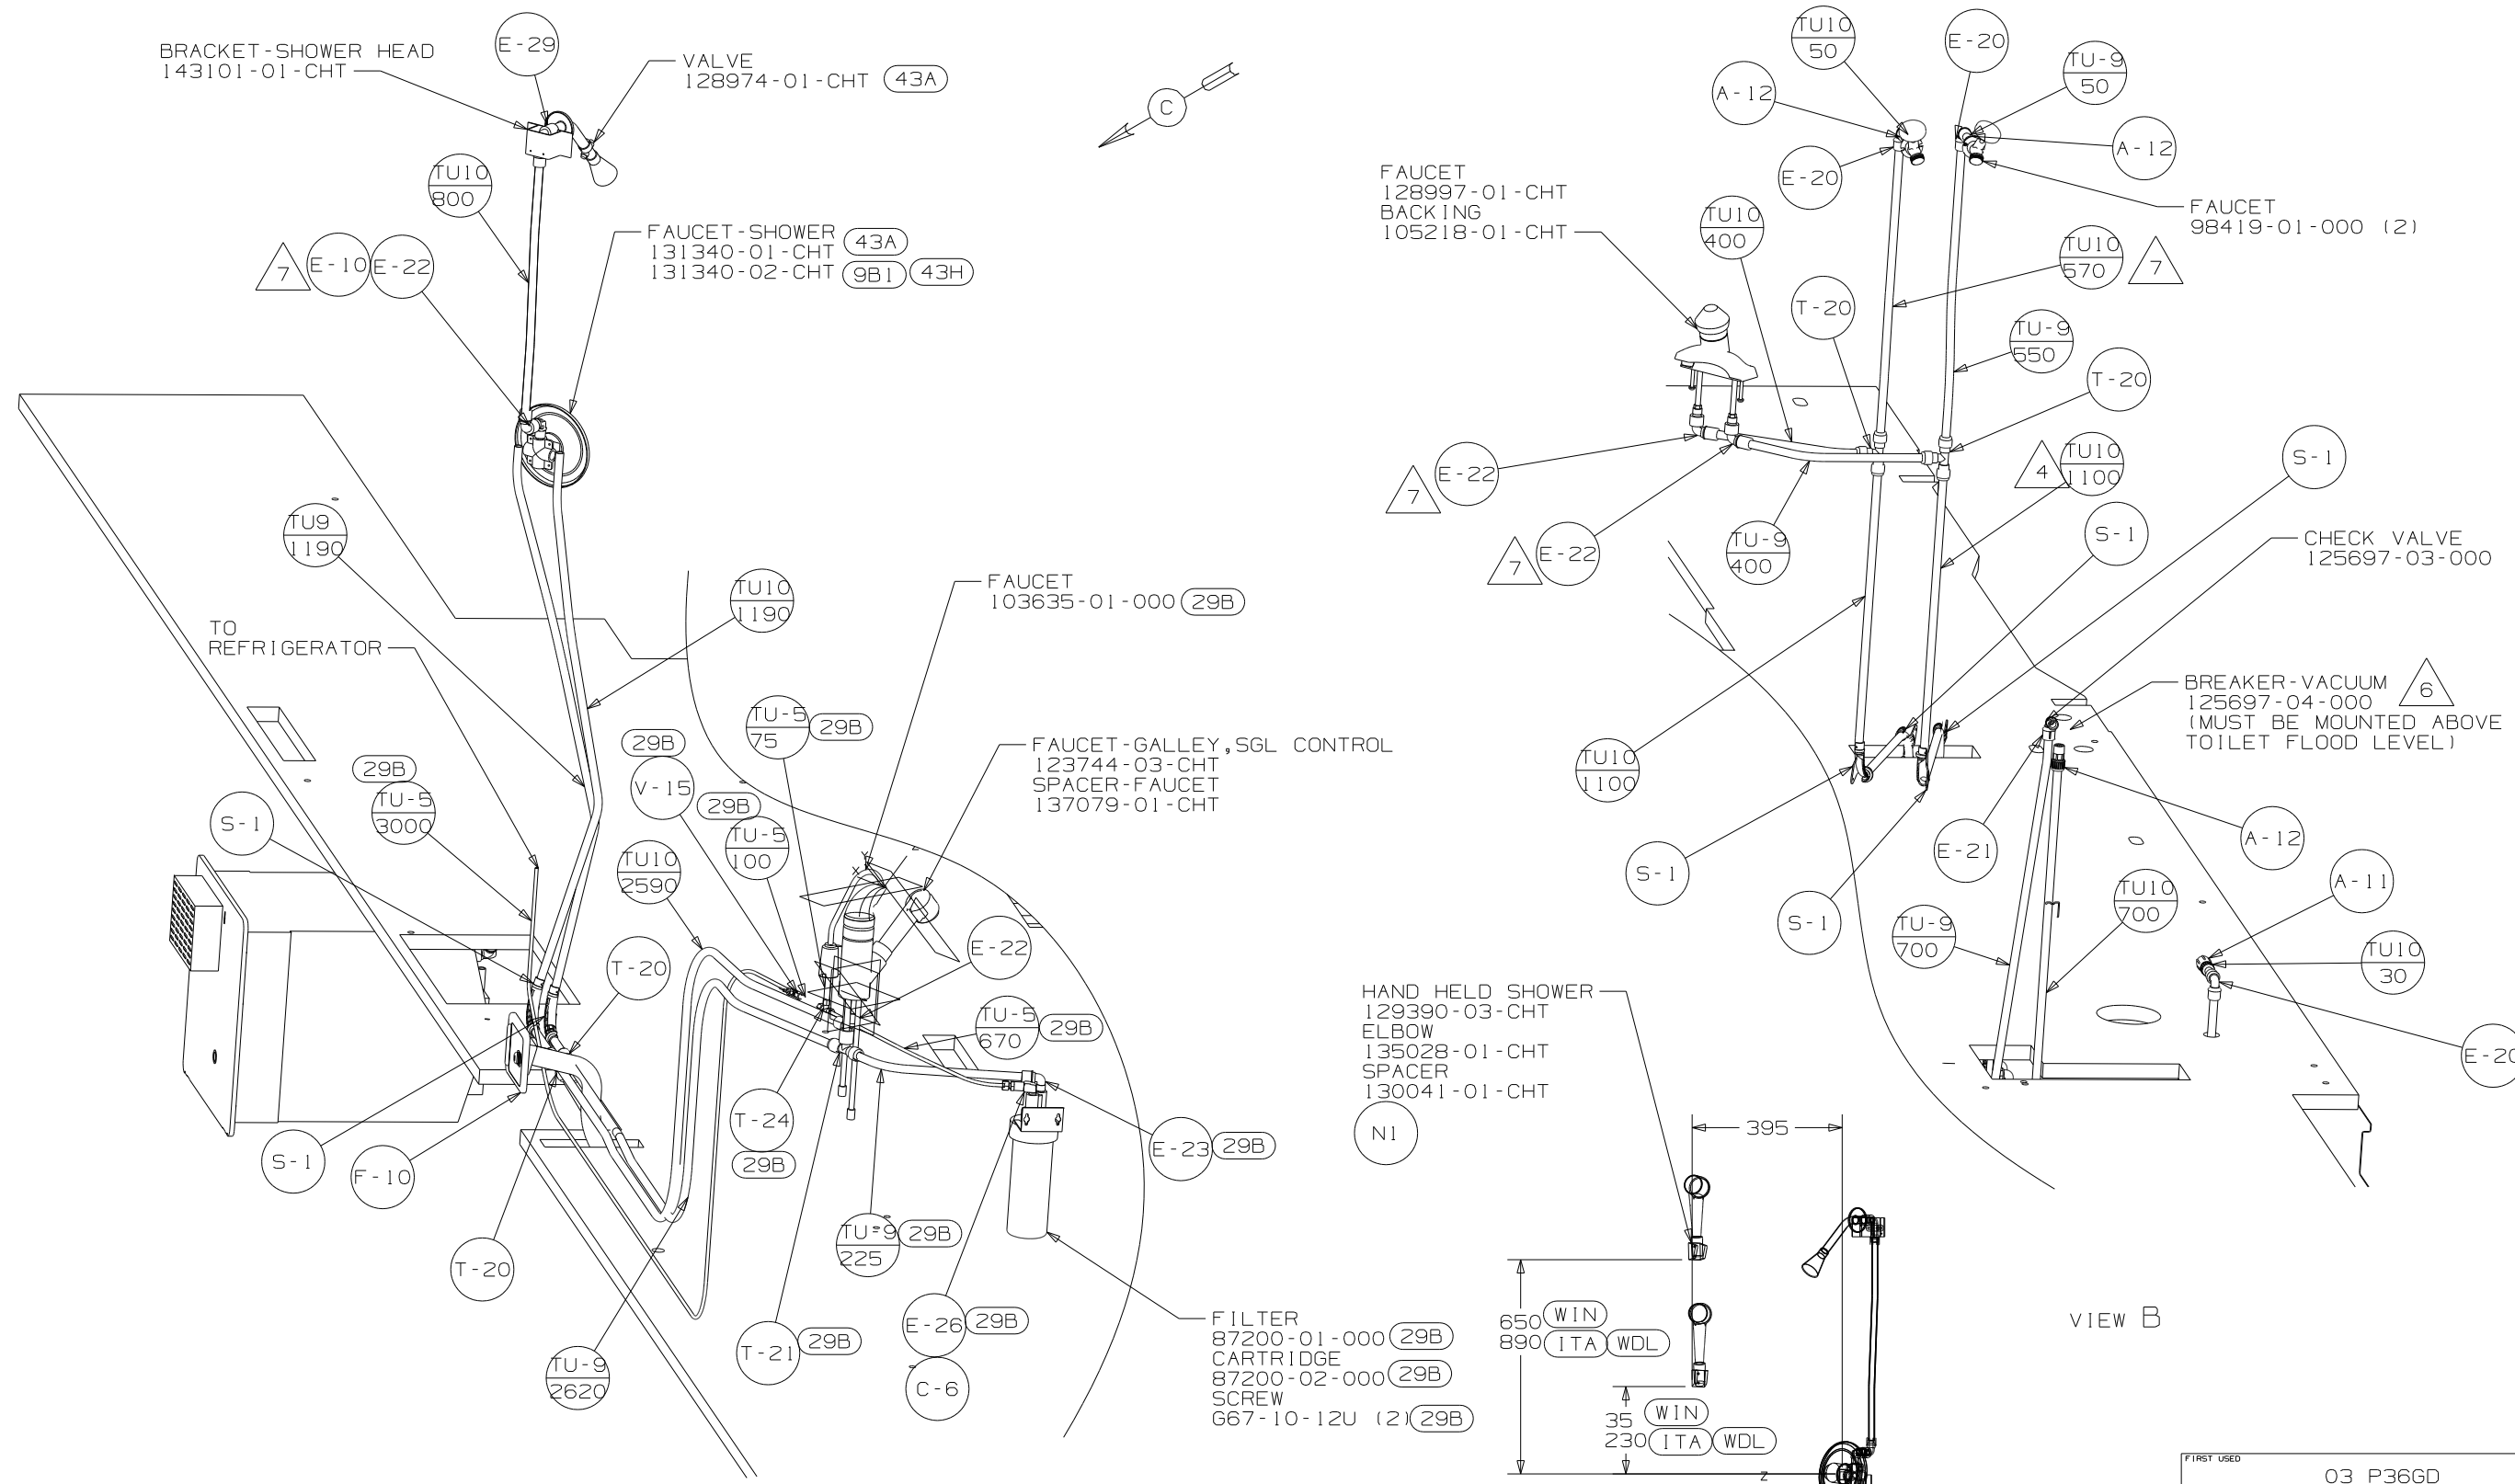 BRACKET-SHOWER HEAD
143101-01-CHT
E-29
VALVE
128974-01-CHT 43A
TU10
800
FAUCET-SHOWER
131340-01-CHT 43A
131340-02-CHT 9B1 43H
7 E-10 E-22
C
TU9
1190
TU10
1190
TO
REFRIGERATOR
FAUCET
103635-01-000 29B
TU-5
75 29B
29B
V-15
FAUCET-GALLEY,SGL CONTROL
123744-03-CHT
SPACER-FAUCET
137079-01-CHT
29B
TU-5
3000
29B
TU-5
100
S-1
TU10
2590
E-22
T-20
TU-5
670 29B
T-24
29B
E-23 29B
S-1
F-10
TU-9
225 29B
T-20
E-26 29B
T-21 29B
C-6
TU-9
2620
FILTER
87200-01-000 29B
CARTRIDGE
87200-02-000 29B
SCREW
G67-10-12U (2) 29B
TU10
50
E-20
TU-9
50
A-12
A-12
E-20
FAUCET
128997-01-CHT
BACKING
105218-01-CHT
FAUCET
98419-01-000 (2)
TU10
400
TU10
570 7
T-20
TU-9
550
T-20
7 E-22
4 TU10
1100
S-1
S-1
7 E-22
TU-9
400
CHECK VALVE
125697-03-000
BREAKER-VACUUM 6
125697-04-000
(MUST BE MOUNTED ABOVE
TOILET FLOOD LEVEL)
TU10
1100
E-21
A-12
S-1
A-11
TU10
700
S-1
TU-9
700
TU10
30
E-20
HAND HELD SHOWER
129390-03-CHT
ELBOW
135028-01-CHT
SPACER
130041-01-CHT
N1
395
650 WIN
890 ITA WDL
35 WIN
230 ITA WDL
Z
VIEW B
FIRST USED
03 P36GD
X
Y